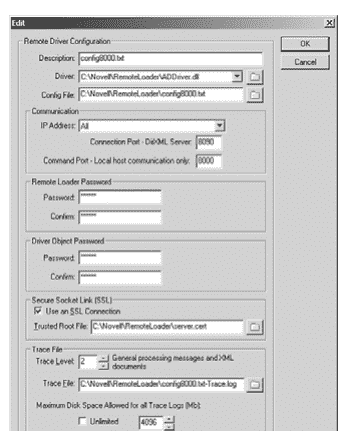 Edit
Remote Driver Configuration
OK
Description: config8000.txt
Cancel
Driver: C:\Novell\RemoteLoader\ADDriver.dll
Config File: C:\Novell\RemoteLoader\config8000.txt
Communication
IP Address: All
Connection Port - DirXML Server: 8090
Command Port - Local host communication only: 8000
Remote Loader Password
Password: ******
Confirm: ******
Driver Object Password
Password: ******
Confirm: ******
Secure Socket Link (SSL)
Use an SSL Connection
Trusted Root File: C:\Novell\RemoteLoader\server.cert
Trace File
Trace Level: 2 General processing messages and XML
documents
Trace File: C:\Novell\RemoteLoader\config8000.txt-Trace.log
Maximum Disk Space Allowed for all Trace Logs (Mb):
Unlimited 4096